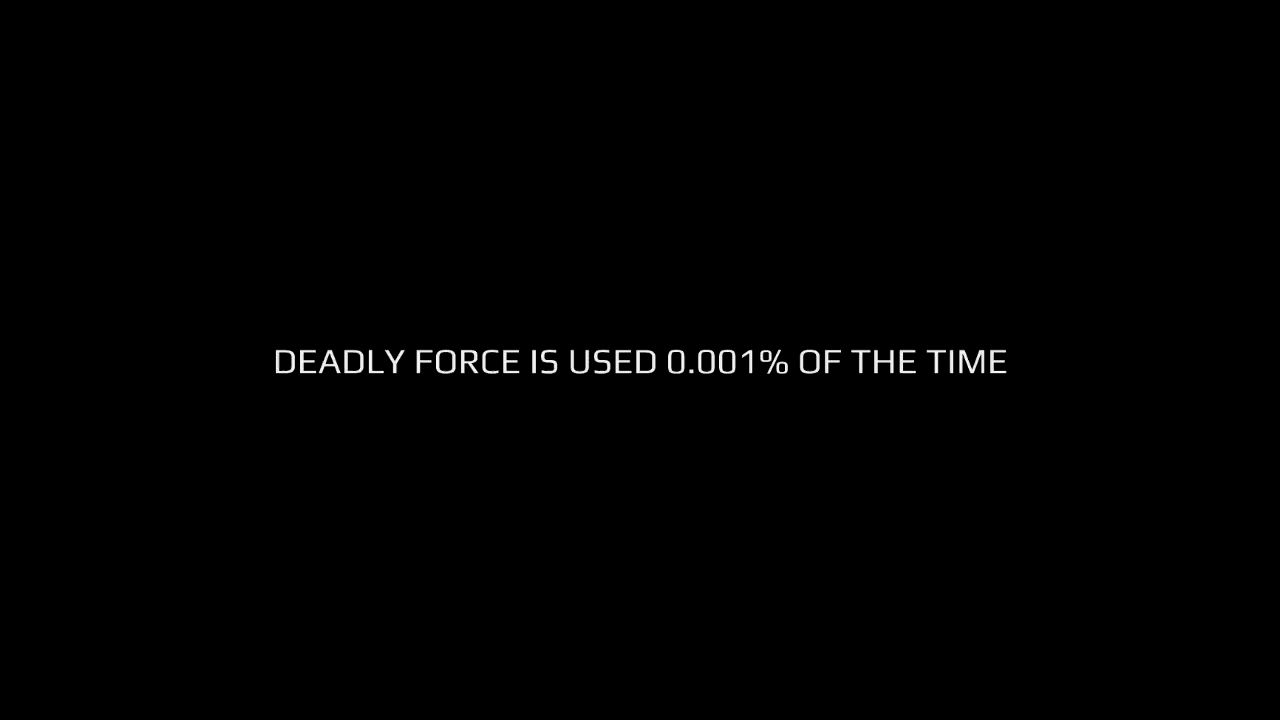 DEADLY FORCE IS USED 0.001% OF THE TIME